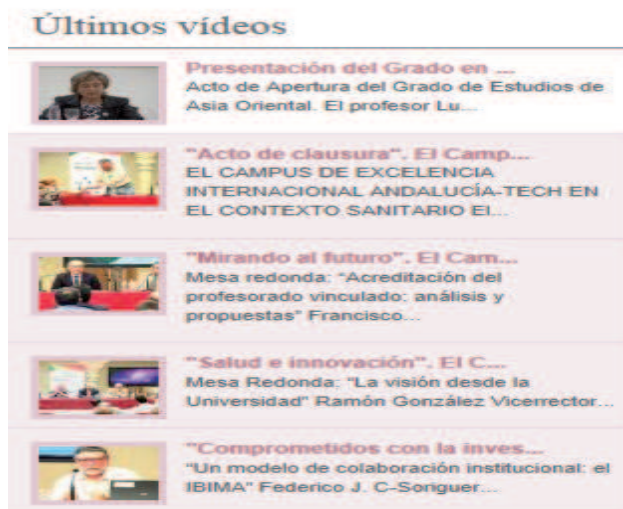 Últimos vídeos
Presentación del Grado en ...
Acto de Apertura del Grado de Estudios de
Asia Oriental. El profesor Lu...
"Acto de clausura". El Camp...
EL CAMPUS DE EXCELENCIA
INTERNACIONAL ANDALUCÍA-TECH EN
EL CONTEXTO SANITARIO El...
"Mirando al futuro". El Cam...
Mesa redonda: "Acreditación del
profesorado vinculado: análisis y
propuestas" Francisco...
"Salud e innovación". El C...
Mesa Redonda: "La visión desde la
Universidad" Ramón González Vicerrector...
"Comprometidos con la inves...
"Un modelo de colaboración institucional: el
IBIMA" Federico J. C-Soriguer...